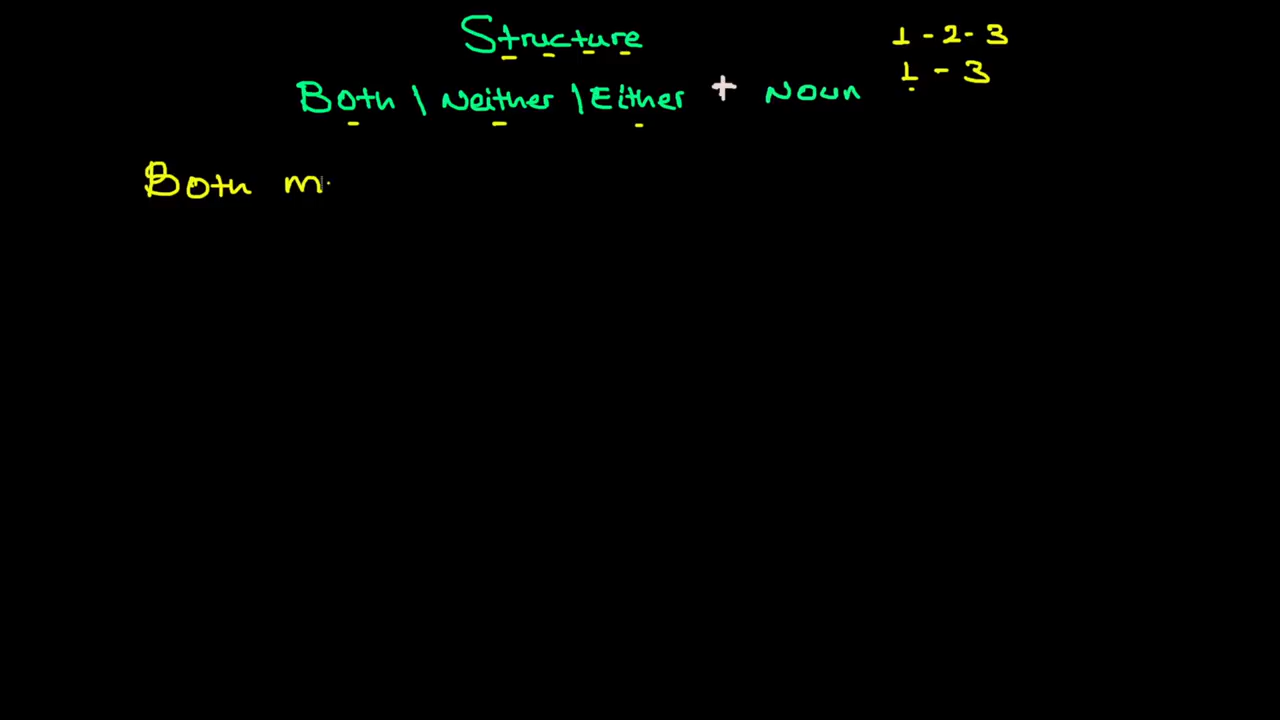 Structure
1 - 2 - 3
1 - 3
Both \ Neither \ Either + Noun
Both m